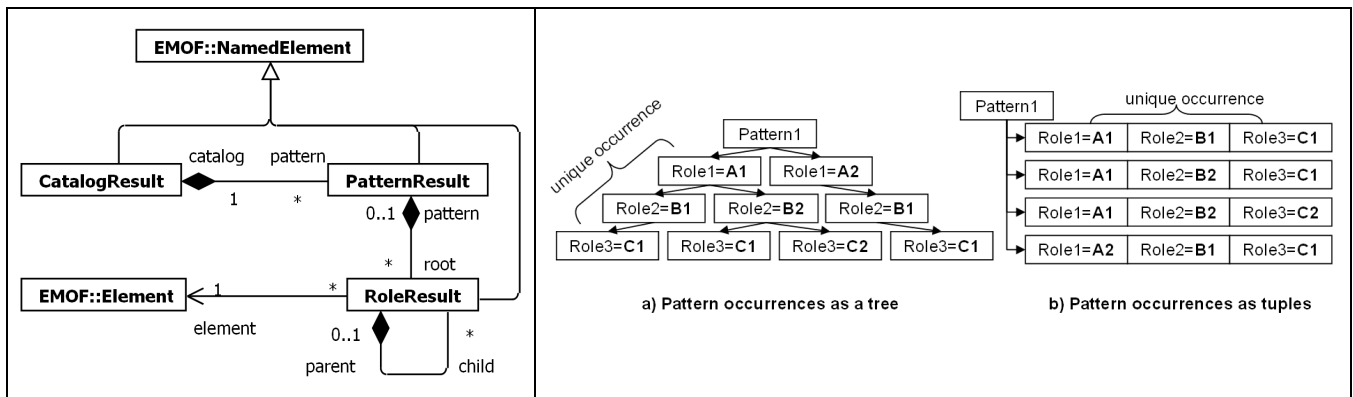 EMOF::NamedElement
catalog pattern
CatalogResult PatternResult
1 * 0..1 pattern
* root
EMOF::Element 1 * RoleResult
element 0..1 *
parent child
unique occurrence
Pattern1
Role1=A1 Role1=A2
Role2=B1 Role2=B2 Role2=B1
Role3=C1 Role3=C1 Role3=C2 Role3=C1
a) Pattern occurrences as a tree
unique occurrence
Pattern1
Role1=A1 Role2=B1 Role3=C1
Role1=A1 Role2=B2 Role3=C1
Role1=A1 Role2=B2 Role3=C2
Role1=A2 Role2=B1 Role3=C1
b) Pattern occurrences as tuples